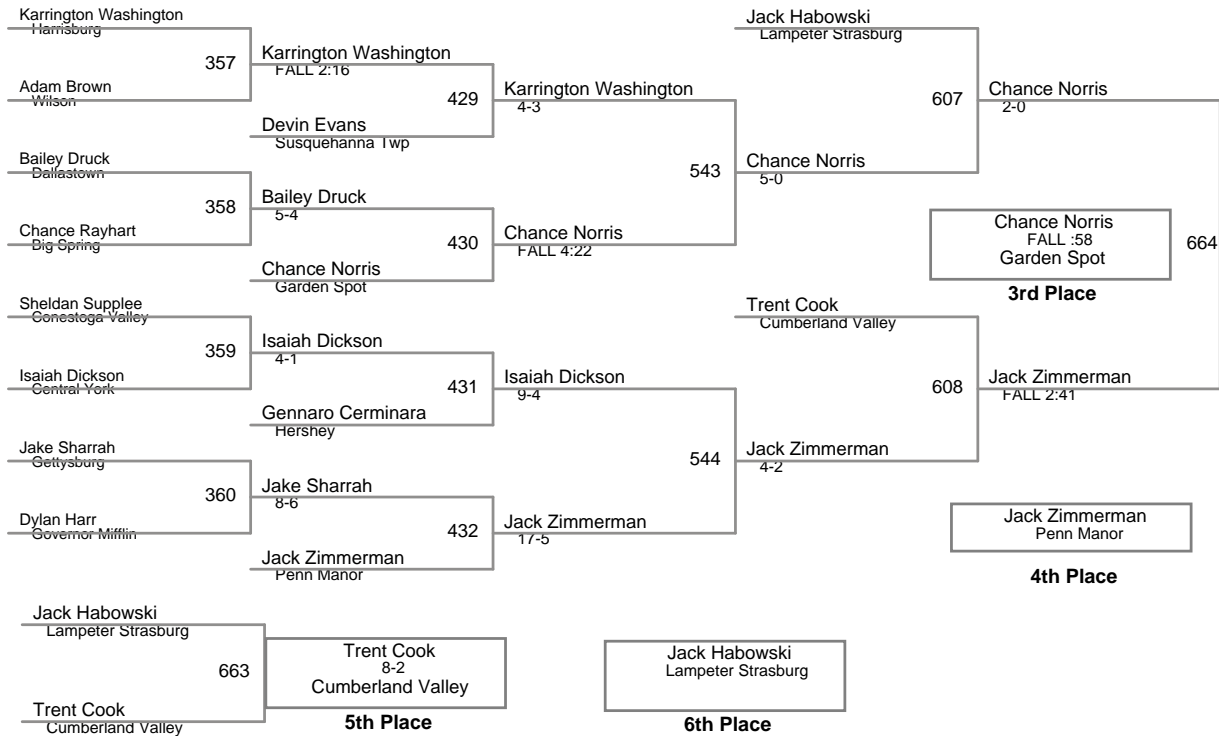 Karrington Washington
Harrisburg
357
Adam Brown
Wilson
Bailey Druck
Dallastown
358
Chance Rayhart
Big Spring
Sheldan Supplee
Conestoga Valley
359
Isaiah Dickson
Central York
Jake Sharrah
Gettysburg
360
Dylan Harr
Governor Mifflin
Karrington Washington
FALL 2:16
429
Devin Evans
Susquehanna Twp
Bailey Druck
5-4
430
Chance Norris
Garden Spot
Isaiah Dickson
4-1
431
Gennaro Cerminara
Hershey
Jake Sharrah
8-6
432
Jack Zimmerman
Penn Manor
Karrington Washington
4-3
543
Chance Norris
FALL 4:22
Isaiah Dickson
9-4
544
Jack Zimmerman
17-5
Jack Habowski
Lampeter Strasburg
607
Chance Norris
5-0
Trent Cook
Cumberland Valley
608
Jack Zimmerman
4-2
Chance Norris
2-0
Chance Norris
FALL :58
Garden Spot
664
3rd Place
Jack Zimmerman
FALL 2:41
Jack Zimmerman
Penn Manor
4th Place
Jack Habowski
Lampeter Strasburg
663
Trent Cook
Cumberland Valley
Trent Cook
8-2
Cumberland Valley
5th Place
Jack Habowski
Lampeter Strasburg
6th Place